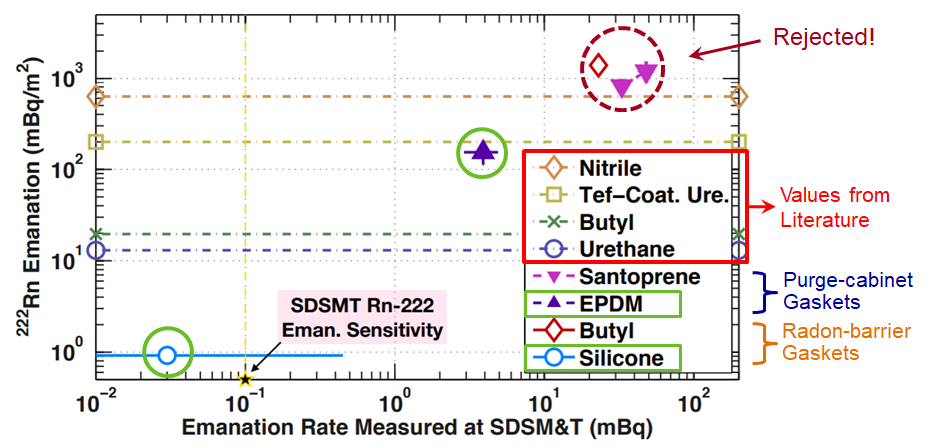 Rejected!
²²²Rn Emanation (mBq/m²)
10³
10²
10¹
10⁰
Nitrile
Tef–Coat. Ure.
Butyl
Urethane
Santoprene
EPDM
Butyl
Silicone
Values from
Literature
Purge-cabinet
Gaskets
Radon-barrier
Gaskets
SDSMT Rn-222
Eman. Sensitivity
10⁻² 10⁻¹ 10⁰ 10¹ 10²
Emanation Rate Measured at SDSM&T (mBq)